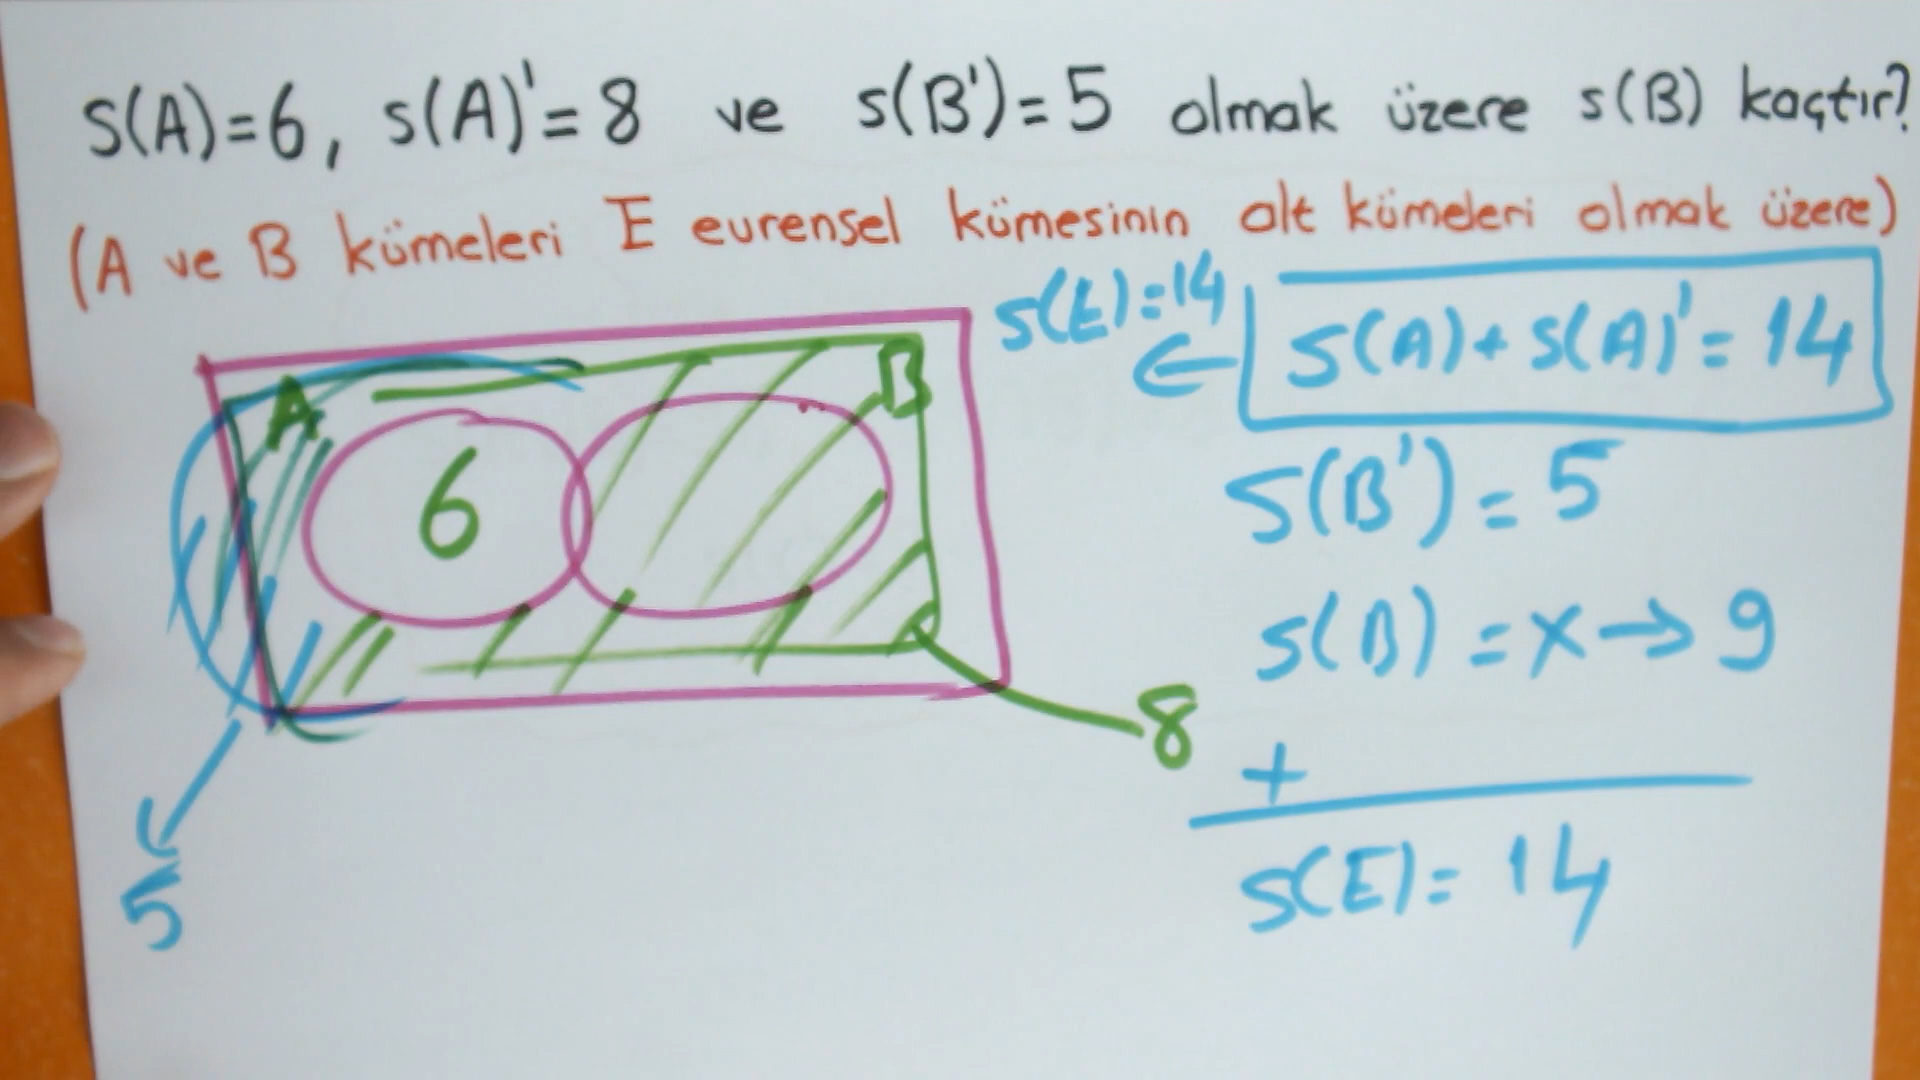 S(A)=6, s(A)'=8 ve s(B')=5 olmak üzere s(B) kaçtır?
(A ve B kümeleri E evrensel kümesinin alt kümeleri olmak üzere)
s(E)=14 ← S(A)+s(A)'=14
A B
6
S(B')=5
s(B)=x→9
8
+
5
s(E)=14